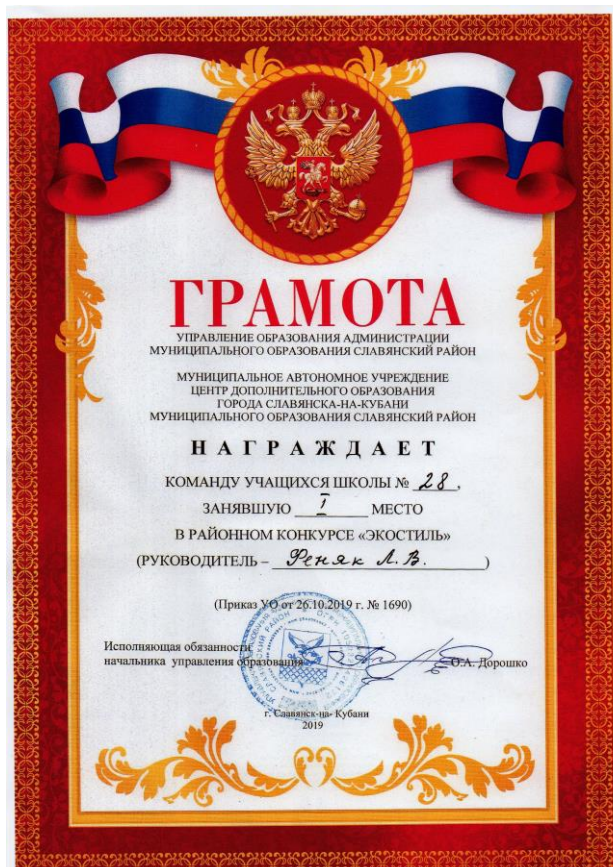 ГРАМОТА
УПРАВЛЕНИЕ ОБРАЗОВАНИЯ АДМИНИСТРАЦИИ
МУНИЦИПАЛЬНОГО ОБРАЗОВАНИЯ СЛАВЯНСКИЙ РАЙОН
МУНИЦИПАЛЬНОЕ АВТОНОМНОЕ УЧРЕЖДЕНИЕ
ЦЕНТР ДОПОЛНИТЕЛЬНОГО ОБРАЗОВАНИЯ
ГОРОДА СЛАВЯНСКА-НА-КУБАНИ
МУНИЦИПАЛЬНОГО ОБРАЗОВАНИЯ СЛАВЯНСКИЙ РАЙОН
НАГРАЖДАЕТ
КОМАНДУ УЧАЩИХСЯ ШКОЛЫ № 28,
ЗАНЯВШУЮ I МЕСТО
В РАЙОННОМ КОНКУРСЕ «ЭКОСТИЛЬ»
(РУКОВОДИТЕЛЬ – Реняк Л.В.)
(Приказ УО от 26.10.2019 г. № 1690)
Исполняющая обязанности
начальника управления образования О.А. Дорошко
г. Славянск-на- Кубани
2019